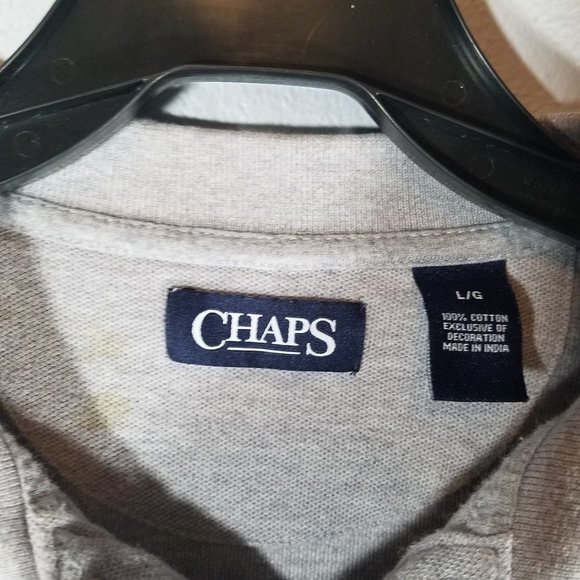 CHAPS
L/G
100% COTTON
EXCLUSIVE OF
DECORATION
MADE IN INDIA